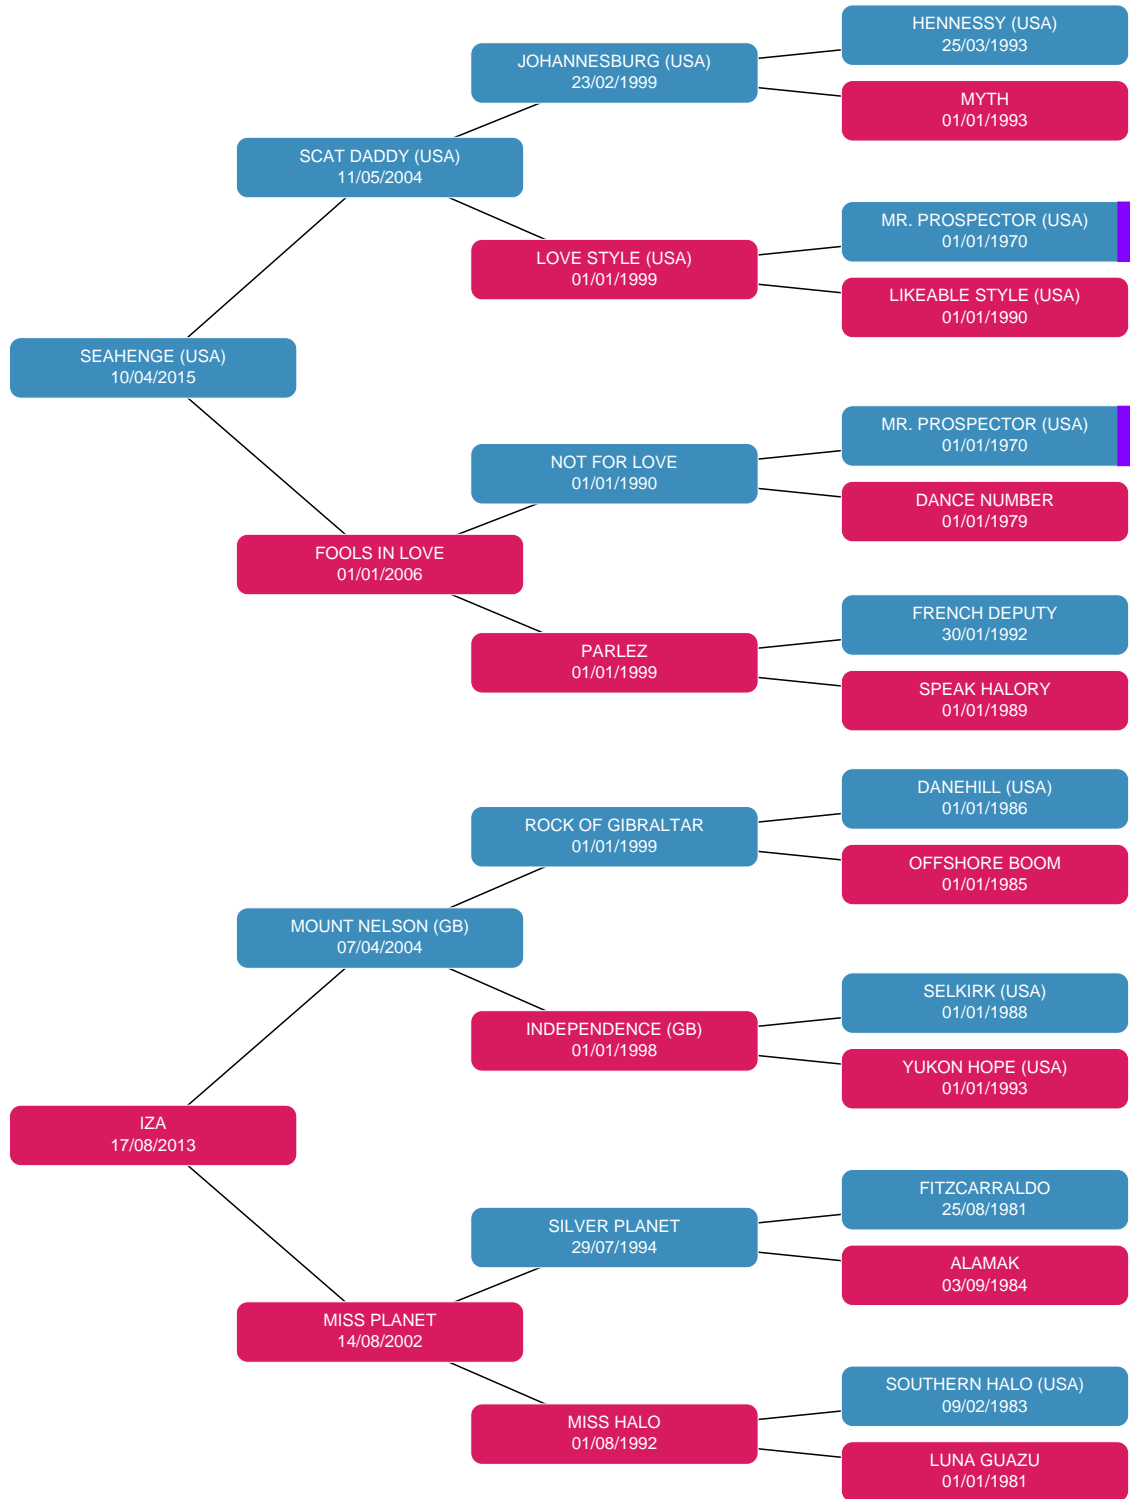 HENNESSY (USA)
25/03/1993
JOHANNESBURG (USA)
23/02/1999
MYTH
01/01/1993
SCAT DADDY (USA)
11/05/2004
MR. PROSPECTOR (USA)
01/01/1970
LOVE STYLE (USA)
01/01/1999
LIKEABLE STYLE (USA)
01/01/1990
SEAHENGE (USA)
10/04/2015
MR. PROSPECTOR (USA)
01/01/1970
NOT FOR LOVE
01/01/1990
DANCE NUMBER
01/01/1979
FOOLS IN LOVE
01/01/2006
FRENCH DEPUTY
30/01/1992
PARLEZ
01/01/1999
SPEAK HALORY
01/01/1989
DANEHILL (USA)
01/01/1986
ROCK OF GIBRALTAR
01/01/1999
OFFSHORE BOOM
01/01/1985
MOUNT NELSON (GB)
07/04/2004
SELKIRK (USA)
01/01/1988
INDEPENDENCE (GB)
01/01/1998
YUKON HOPE (USA)
01/01/1993
IZA
17/08/2013
FITZCARRALDO
25/08/1981
SILVER PLANET
29/07/1994
ALAMAK
03/09/1984
MISS PLANET
14/08/2002
SOUTHERN HALO (USA)
09/02/1983
MISS HALO
01/08/1992
LUNA GUAZU
01/01/1981